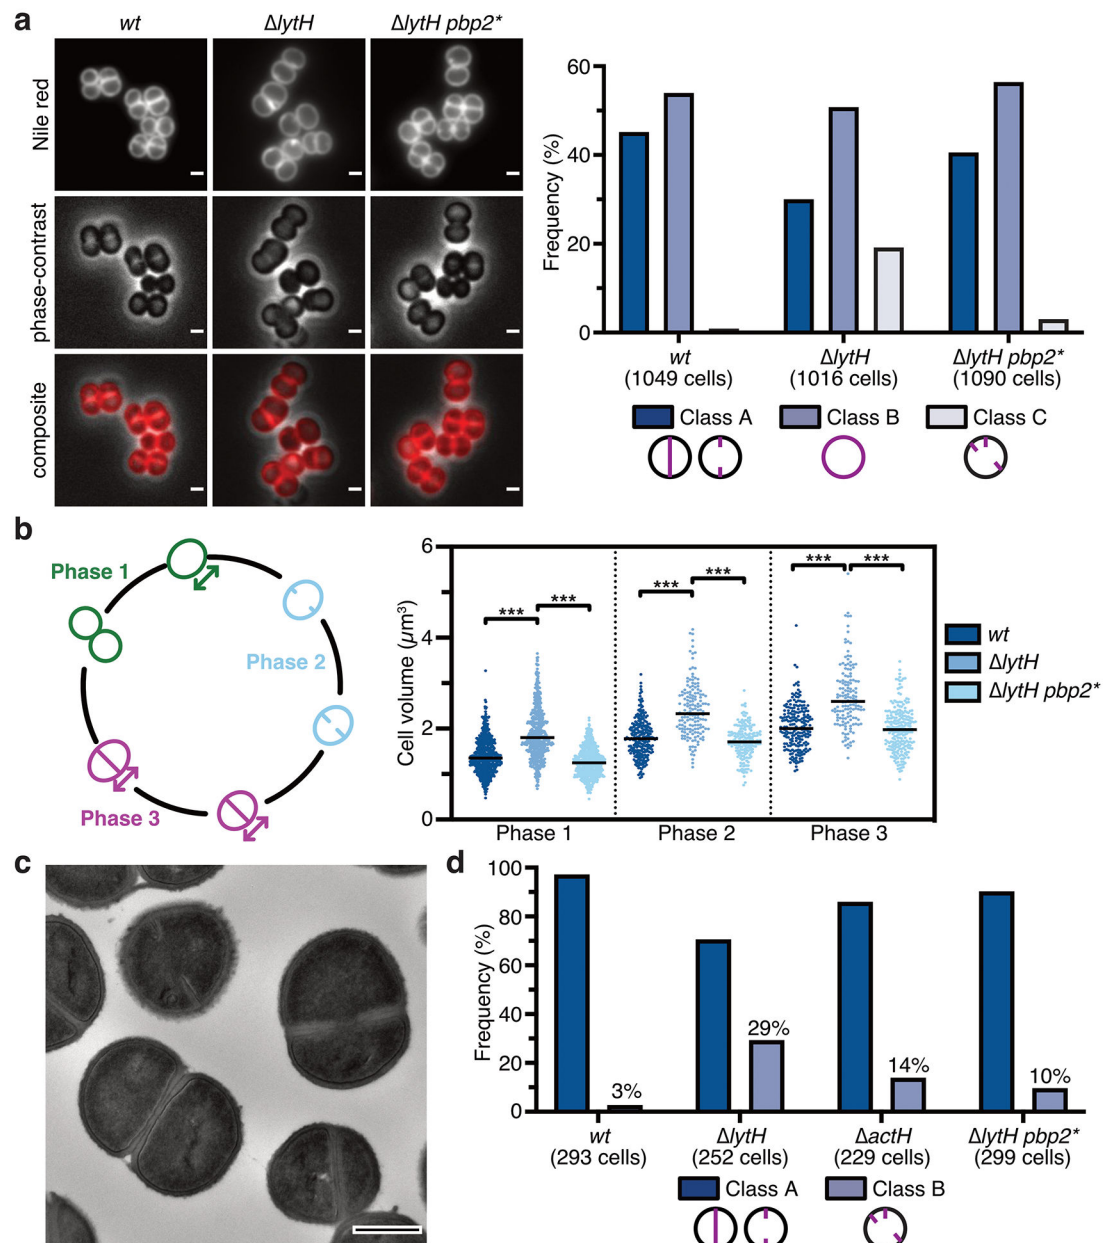 a
wt
ΔlytH
ΔlytH pbp2*
Nile red
phase-contrast
composite
Frequency (%)
60
40
20
0
wt
(1049 cells)
ΔlytH
(1016 cells)
ΔlytH pbp2*
(1090 cells)
Class A
Class B
Class C
b
Phase 1
Phase 2
Phase 3
Cell volume (μm³)
6
4
2
0
*** ***
*** ***
*** ***
Phase 1
Phase 2
Phase 3
wt
ΔlytH
ΔlytH pbp2*
c
d
Frequency (%)
100
80
60
40
20
0
3%
29%
14%
10%
wt
(293 cells)
ΔlytH
(252 cells)
ΔactH
(229 cells)
ΔlytH pbp2*
(299 cells)
Class A
Class B